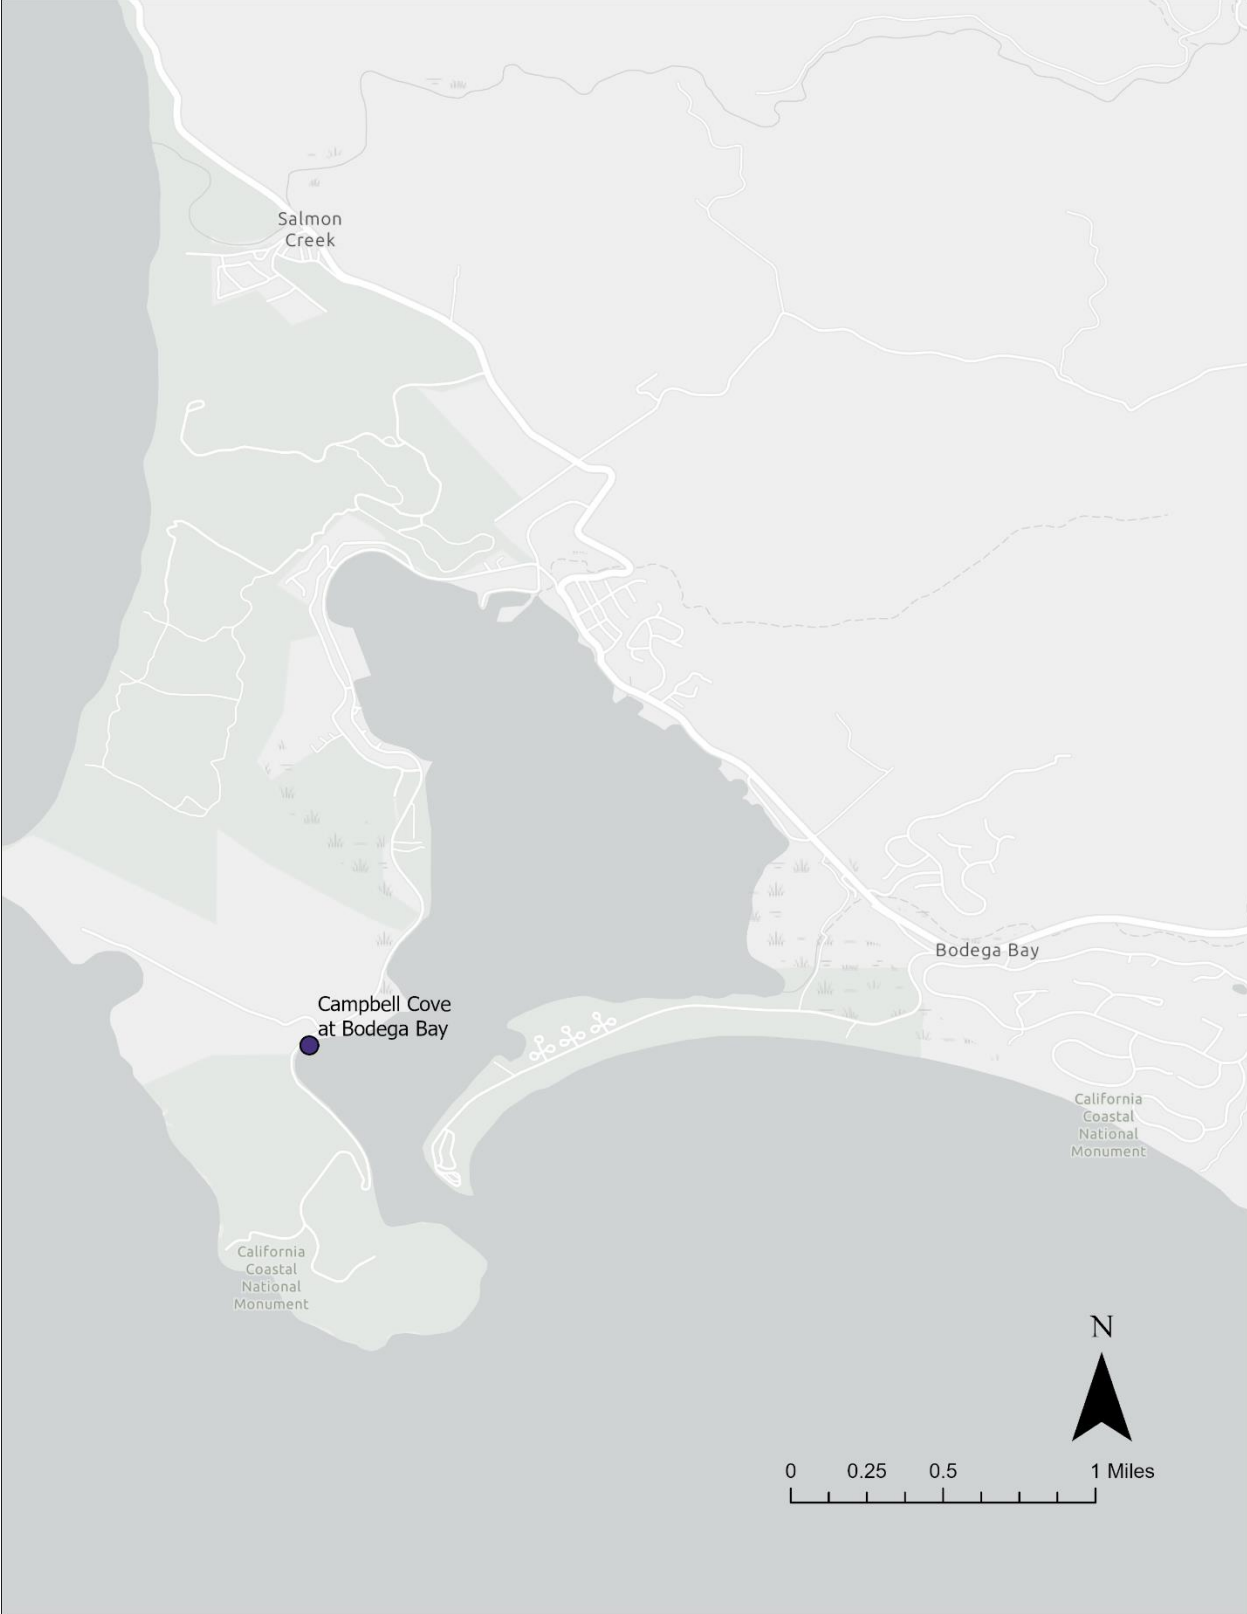 Salmon
Creek
Bodega Bay
Campbell Cove
at Bodega Bay
California
Coastal
National
Monument
California
Coastal
National
Monument
N
0 0.25 0.5 1 Miles